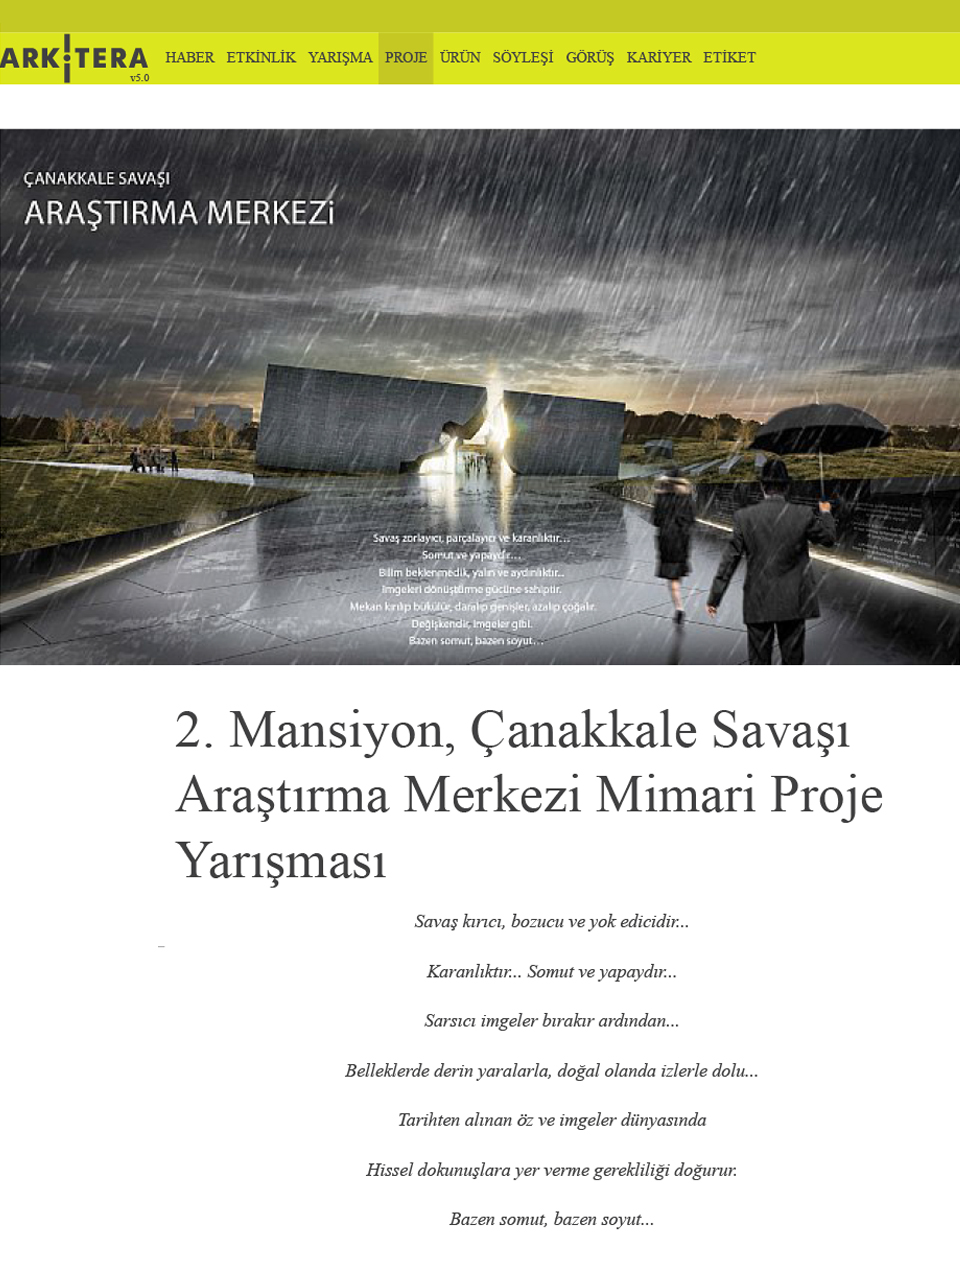 ARKİTERA
v5.0
HABER ETKİNLİK YARIŞMA PROJE ÜRÜN SÖYLEŞİ GÖRÜŞ KARİYER ETİKET
ÇANAKKALE SAVAŞI
ARAŞTIRMA MERKEZi
Savaş zorlayıcı, parçalayıcı ve karanlıktır...
Somut ve yapaydır...
Bilim beklenmedik, yalın ve aydınlıktır...
İmgeleri dönüştürme gücüne sahiptir.
Mekan kırılıp bükülür, daralıp genişler, azalıp çoğalır.
Değişkendir, imgeler gibi.
Bazen somut, bazen soyut...
2. Mansiyon, Çanakkale Savaşı
Araştırma Merkezi Mimari Proje
Yarışması
Savaş kırıcı, bozucu ve yok edicidir...
Karanlıktır... Somut ve yapaydır...
Sarsıcı imgeler bırakır ardından...
Belleklerde derin yaralarla, doğal olanda izlerle dolu...
Tarihten alınan öz ve imgeler dünyasında
Hissel dokunuşlara yer verme gerekliliği doğurur.
Bazen somut, bazen soyut...